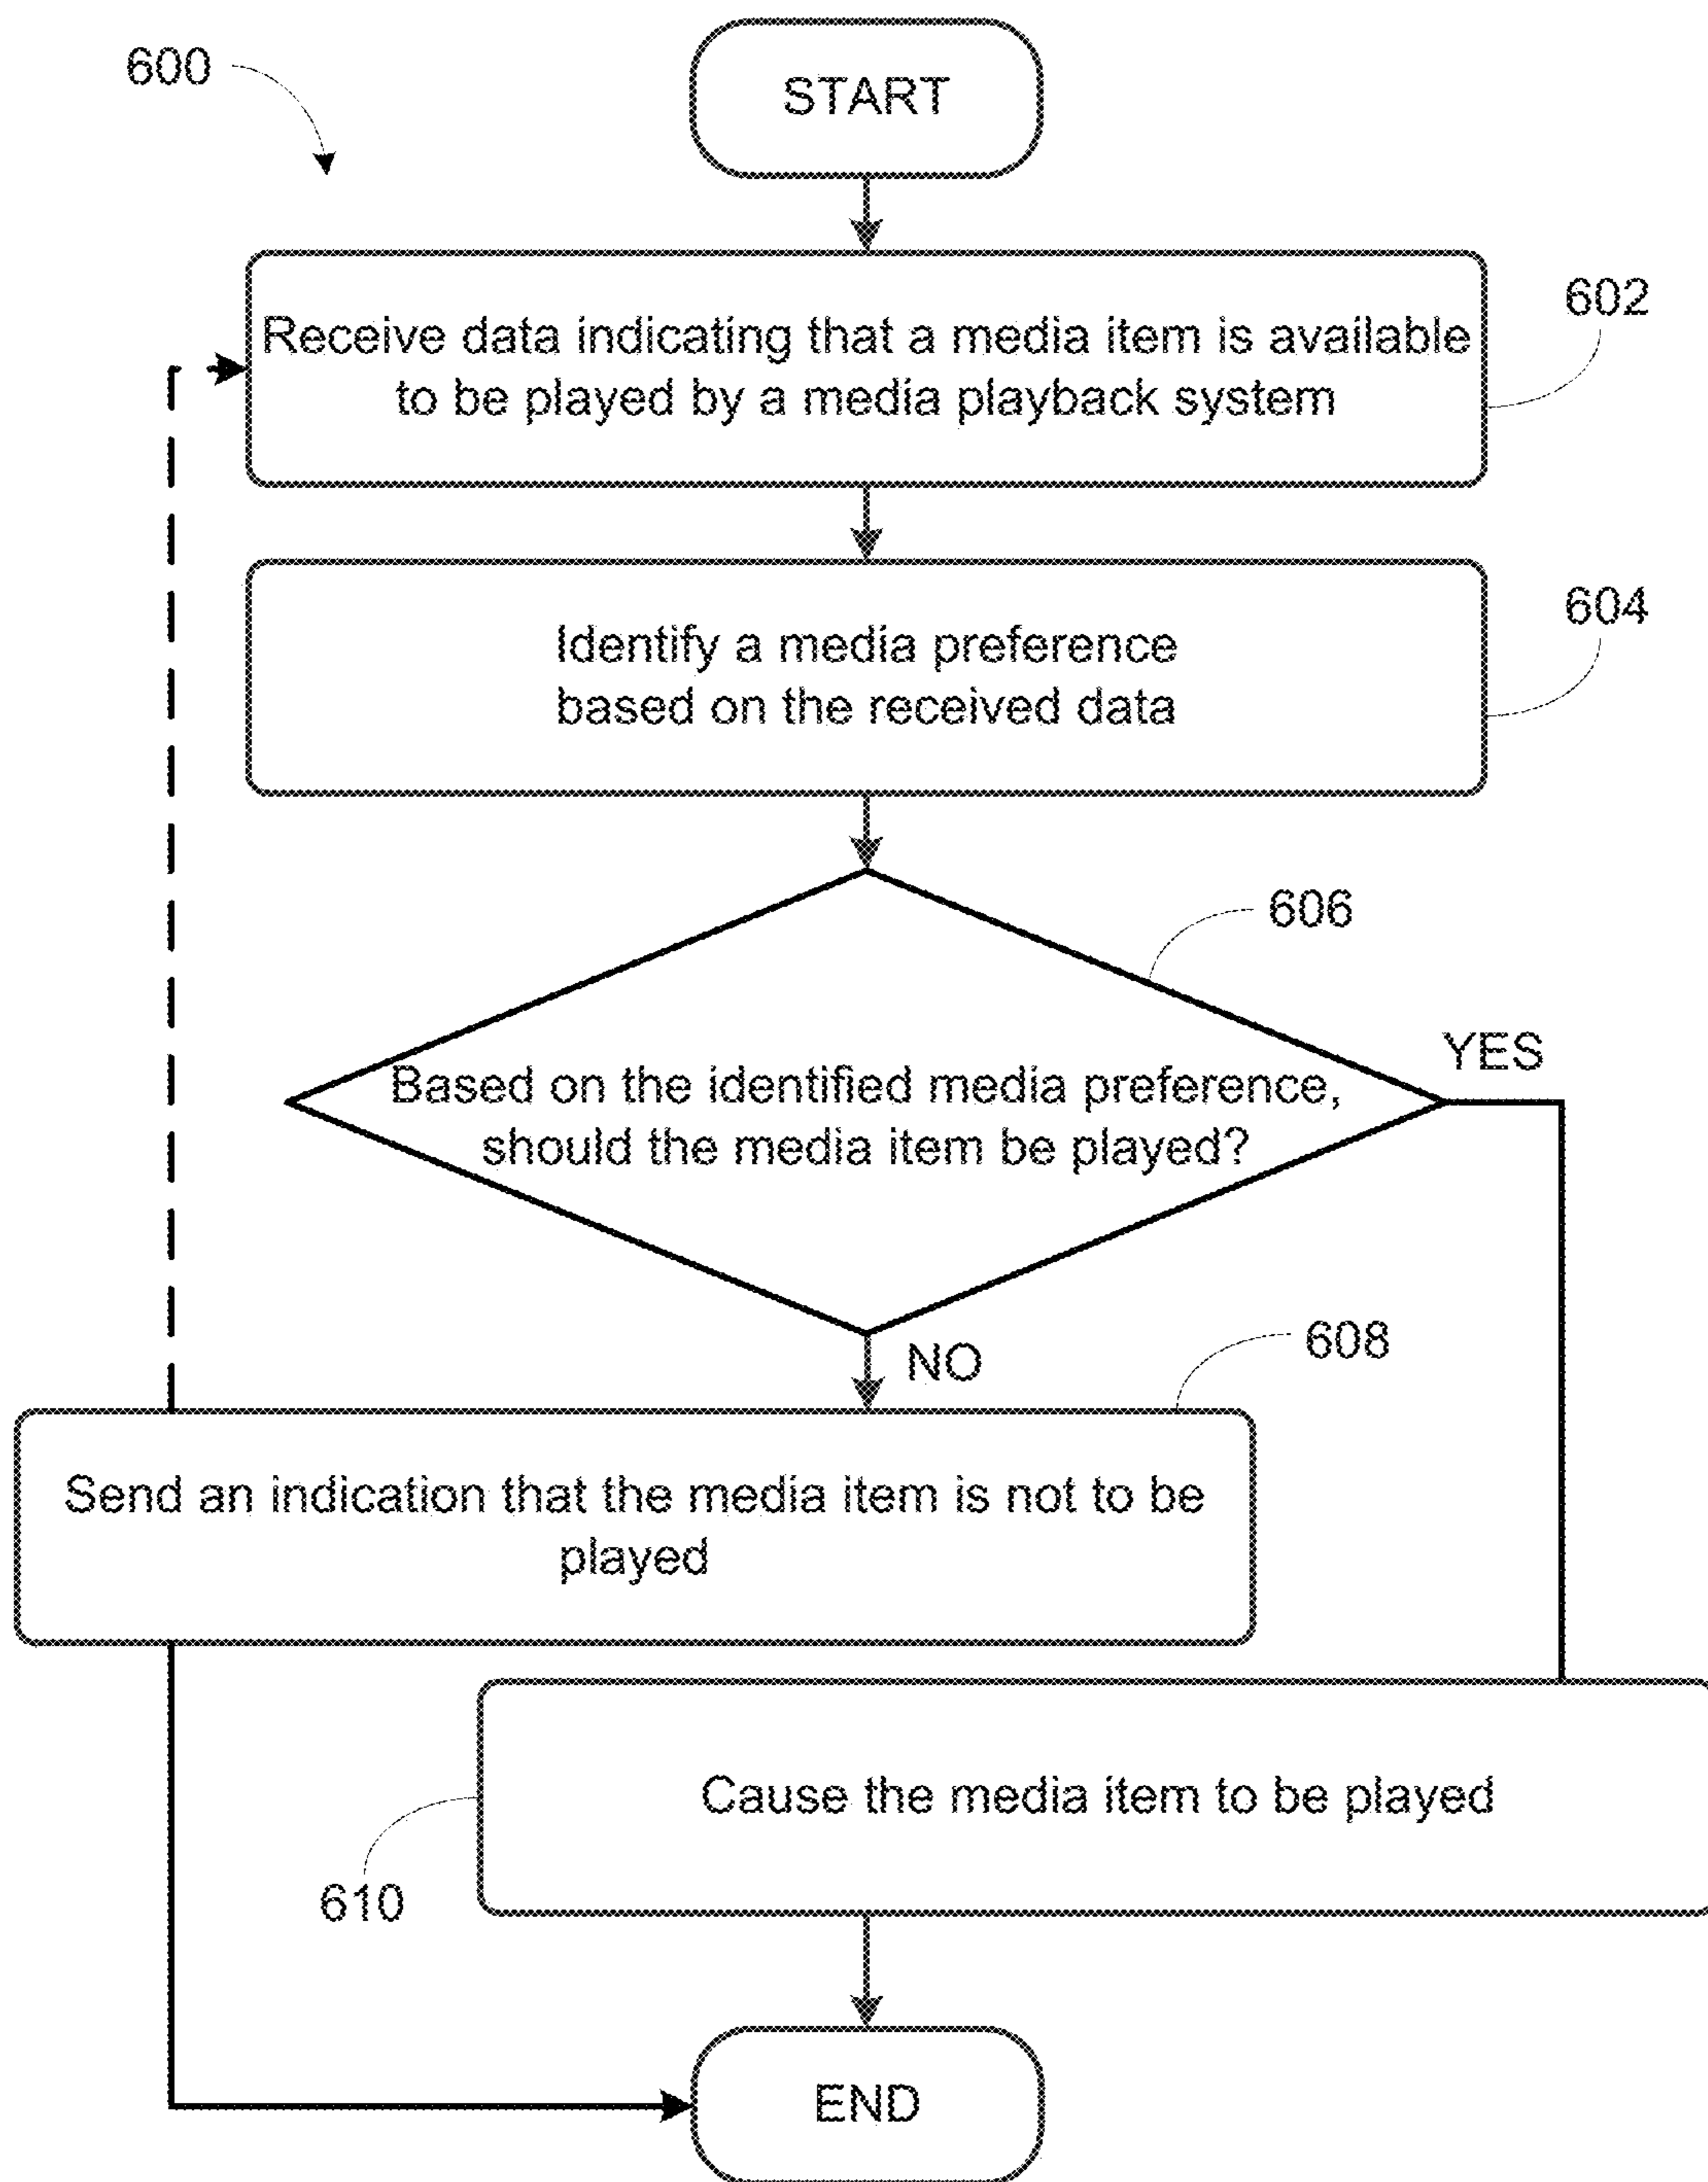 600
START
Receive data indicating that a media item is available
to be played by a media playback system
602
Identify a media preference
based on the received data
604
606
YES
Based on the identified media preference,
should the media item be played?
NO
608
Send an indication that the media item is not to be
played
Cause the media item to be played
610
END